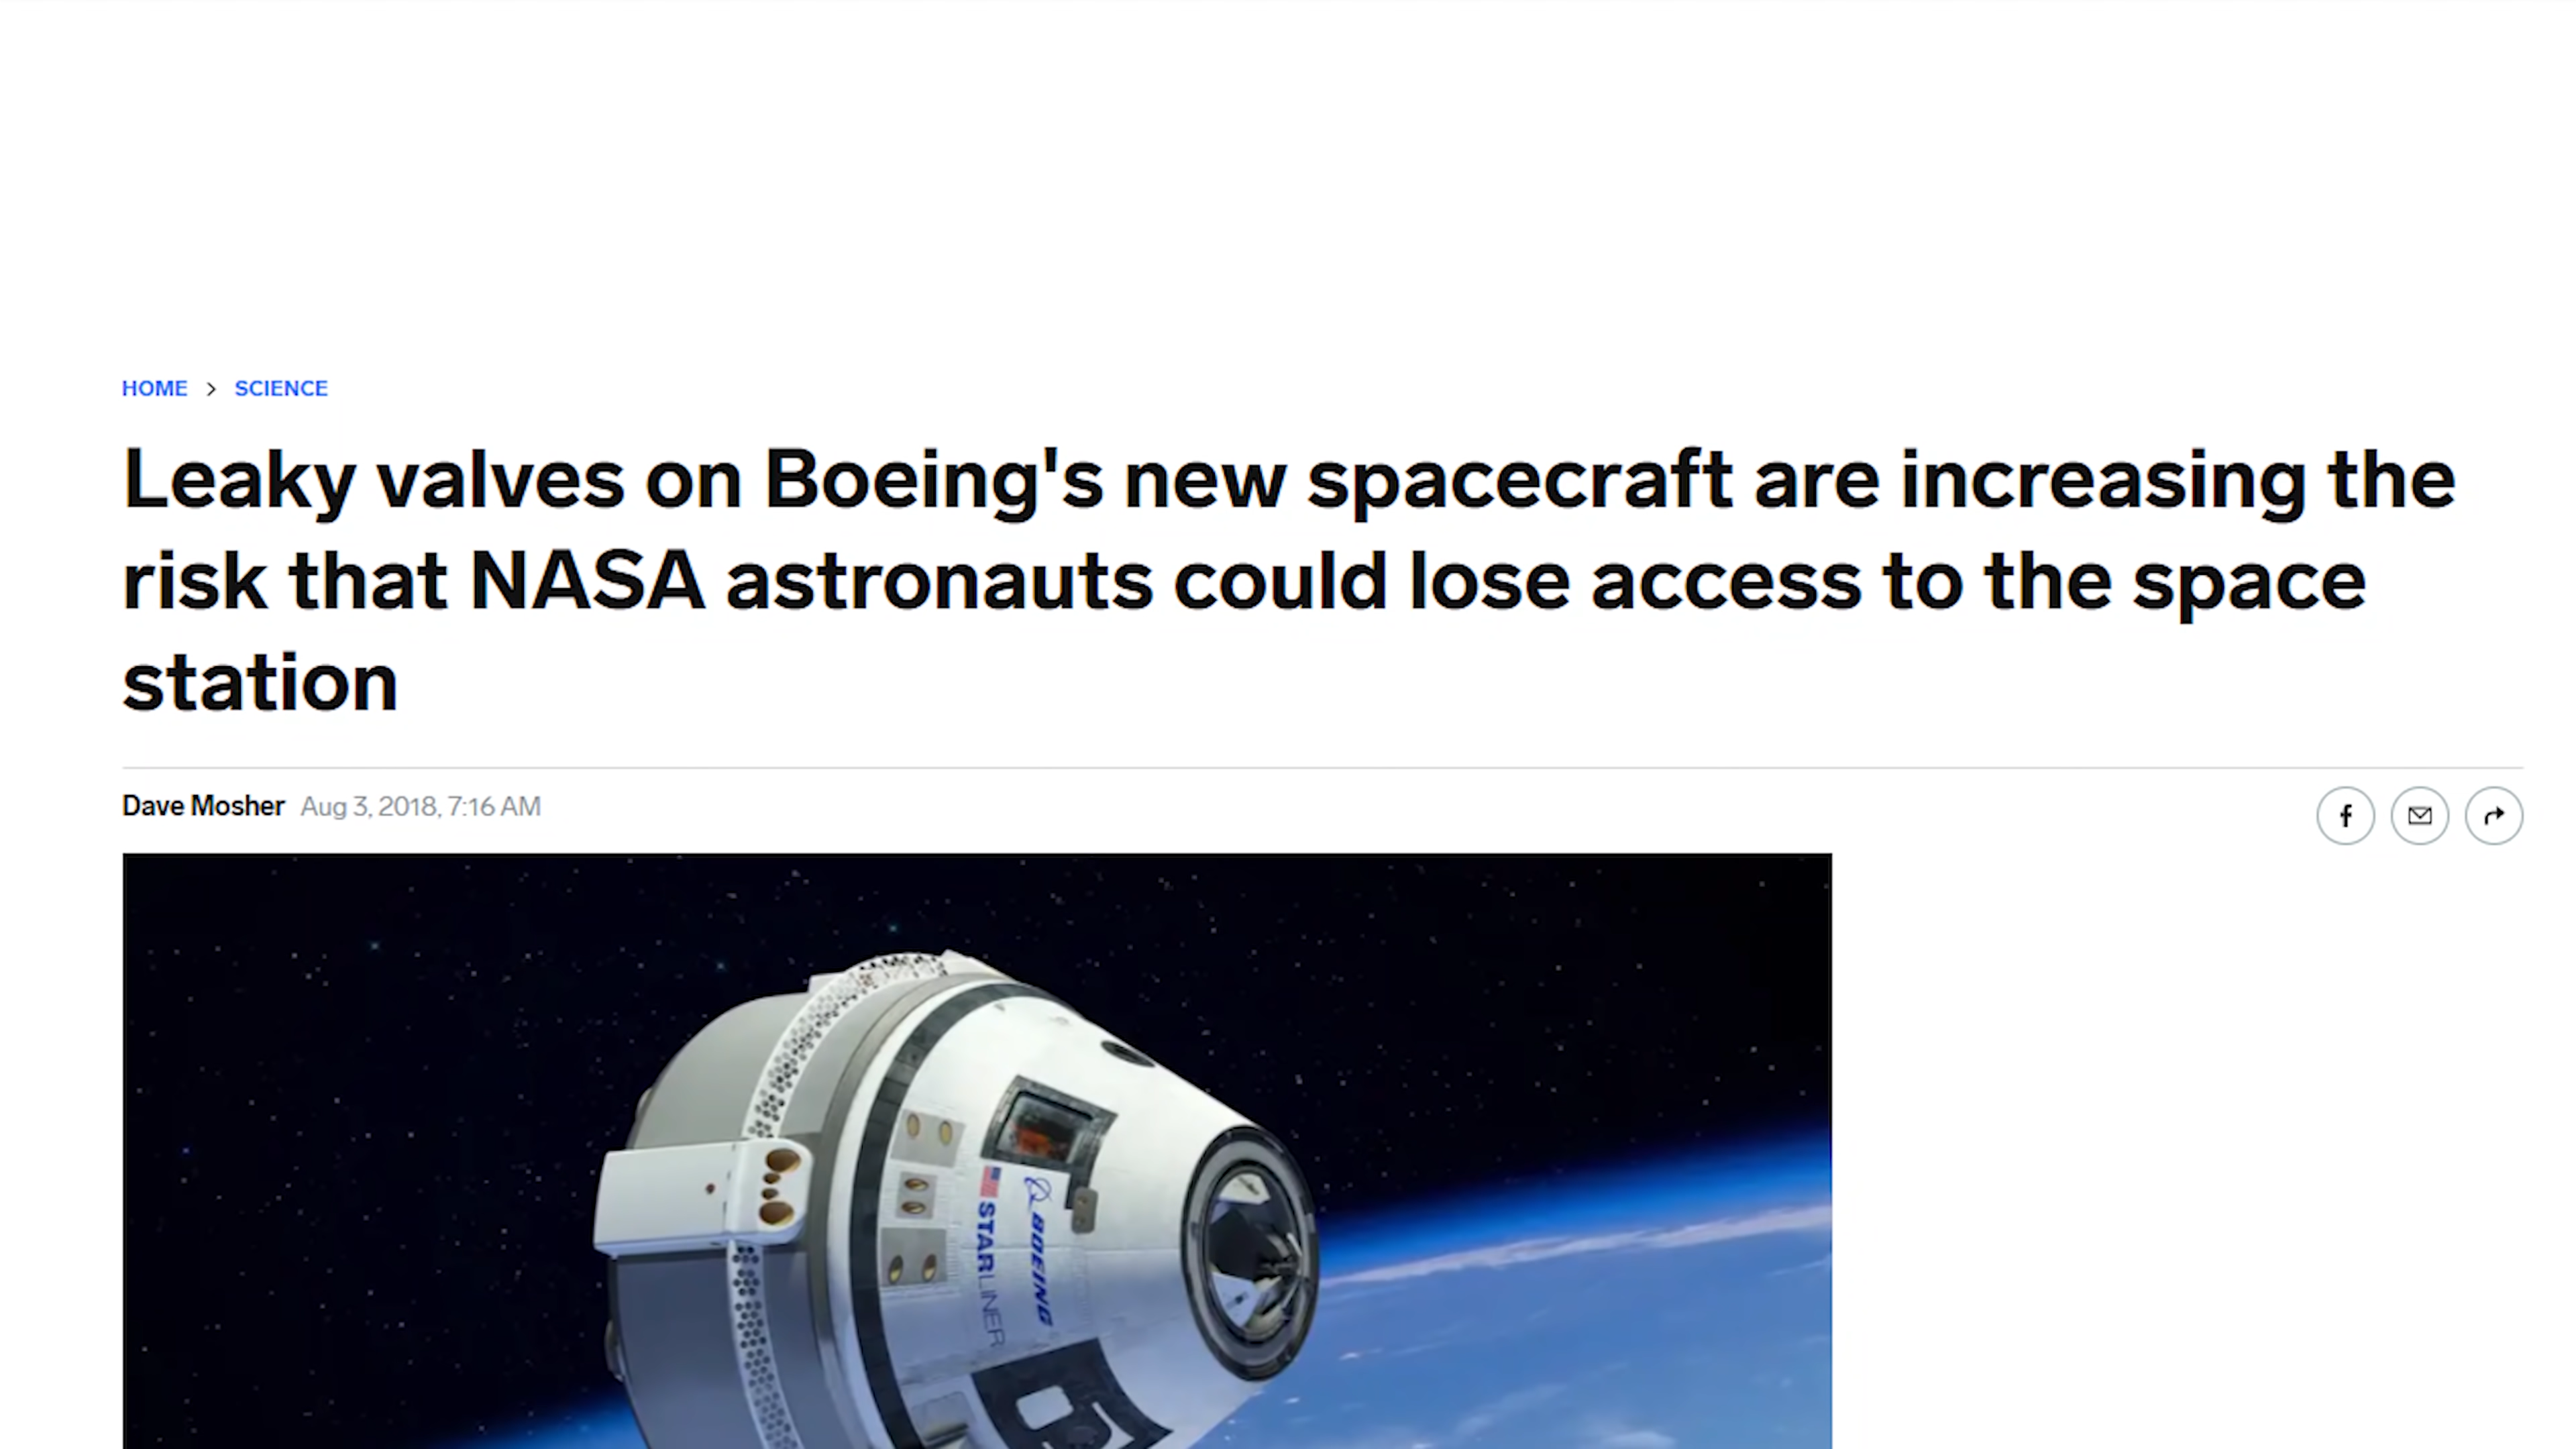 HOME > SCIENCE
Leaky valves on Boeing's new spacecraft are increasing the
risk that NASA astronauts could lose access to the space
station
Dave Mosher Aug 3, 2018, 7:16 AM
f
BOEING
STARLINER